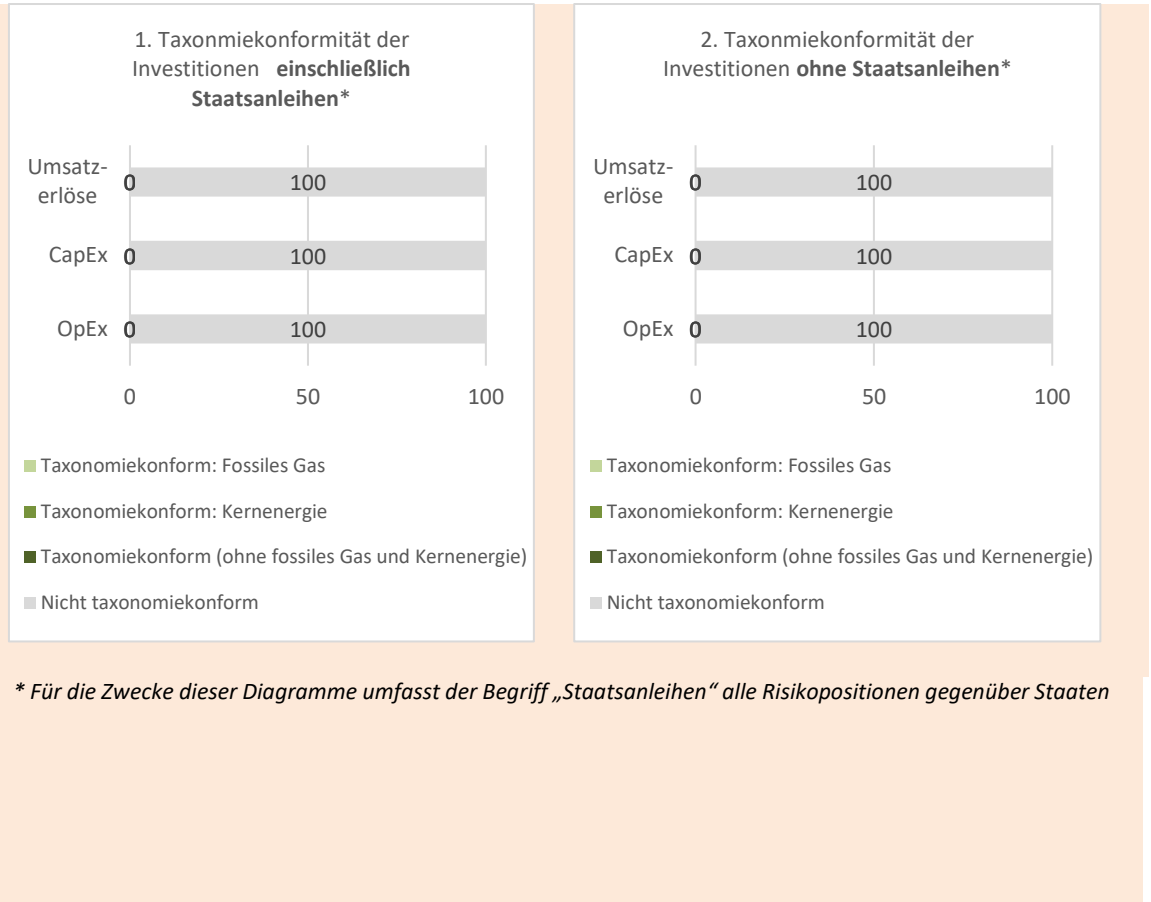 1. Taxonmiekonformität der
Investitionen einschließlich
Staatsanleihen*
Umsatz-
erlöse
0 100
CapEx 0 100
OpEx 0 100
0 50 100
Taxonomiekonform: Fossiles Gas
Taxonomiekonform: Kernenergie
Taxonomiekonform (ohne fossiles Gas und Kernenergie)
Nicht taxonomiekonform
2. Taxonmiekonformität der
Investitionen ohne Staatsanleihen*
Umsatz-
erlöse
0 100
CapEx 0 100
OpEx 0 100
0 50 100
Taxonomiekonform: Fossiles Gas
Taxonomiekonform: Kernenergie
Taxonomiekonform (ohne fossiles Gas und Kernenergie)
Nicht taxonomiekonform
* Für die Zwecke dieser Diagramme umfasst der Begriff „Staatsanleihen“ alle Risikopositionen gegenüber Staaten